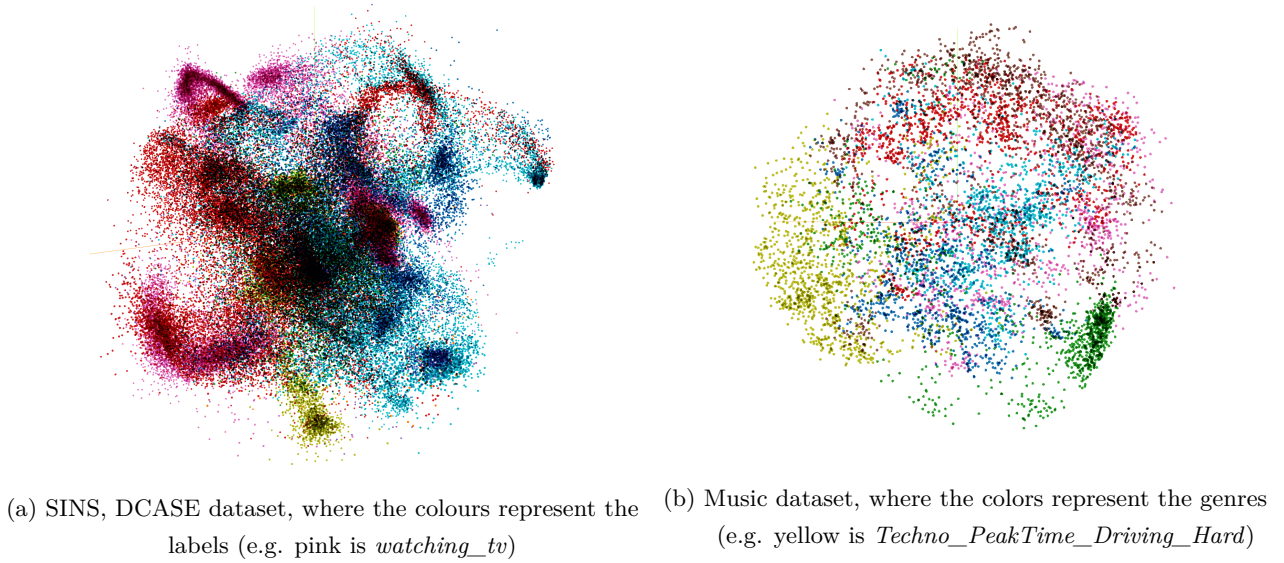 (a) SINS, DCASE dataset, where the colours represent the
labels (e.g. pink is watching_tv)
(b) Music dataset, where the colors represent the genres
(e.g. yellow is Techno_PeakTime_Driving_Hard)